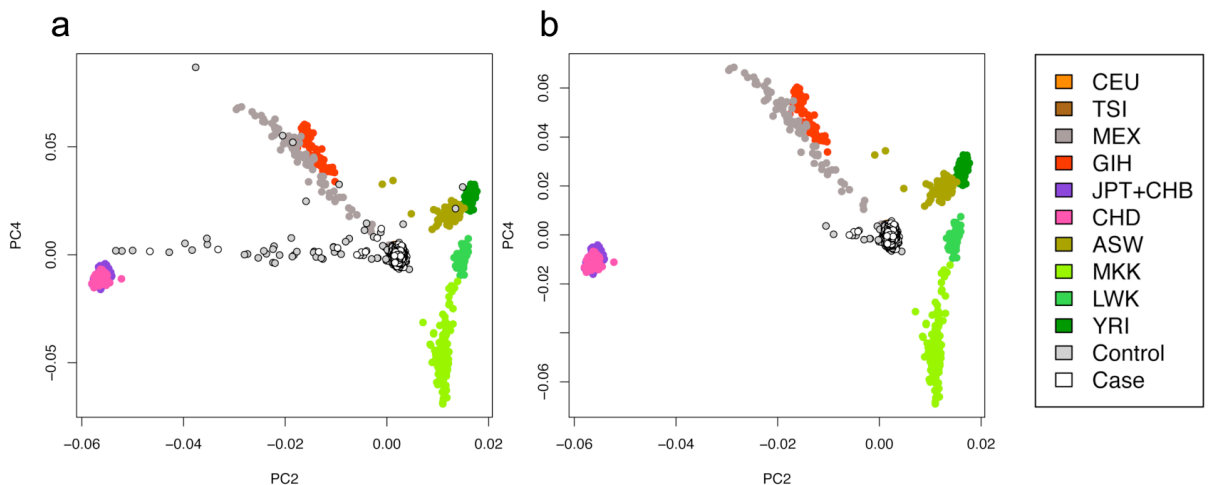 a
PC4
0.05
0.00
−0.05
−0.06
−0.04
−0.02
0.00
0.02
PC2
b
PC4
0.06
0.04
0.02
0.00
−0.02
−0.06
−0.06
−0.04
−0.02
0.00
0.02
PC2
CEU
TSI
MEX
GIH
JPT+CHB
CHD
ASW
MKK
LWK
YRI
Control
Case